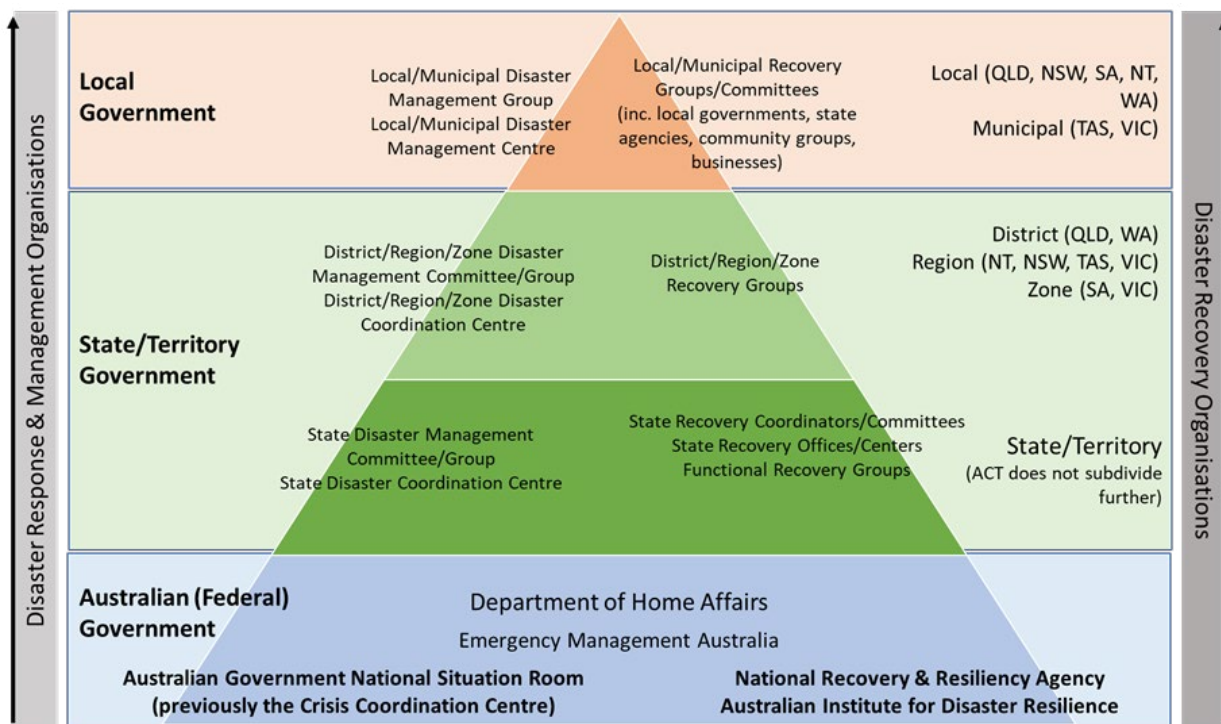 Disaster Response & Management Organisations
Local
Government
Local/Municipal Disaster
Management Group
Local/Municipal Disaster
Management Centre
Local/Municipal Recovery
Groups/Committees
(inc. local governments, state
agencies, community groups,
businesses)
Local (QLD, NSW, SA, NT,
WA)
Municipal (TAS, VIC)
State/Territory
Government
District/Region/Zone Disaster
Management Committee/Group
District/Region/Zone Disaster
Coordination Centre
District/Region/Zone
Recovery Groups
District (QLD, WA)
Region (NT, NSW, TAS, VIC)
Zone (SA, VIC)
State Disaster Management
Committee/Group
State Disaster Coordination Centre
State Recovery Coordinators/Committees
State Recovery Offices/Centers
Functional Recovery Groups
State/Territory
(ACT does not subdivide
further)
Australian (Federal)
Government
Department of Home Affairs
Emergency Management Australia
Australian Government National Situation Room
(previously the Crisis Coordination Centre)
National Recovery & Resiliency Agency
Australian Institute for Disaster Resilience
Disaster Recovery Organisations